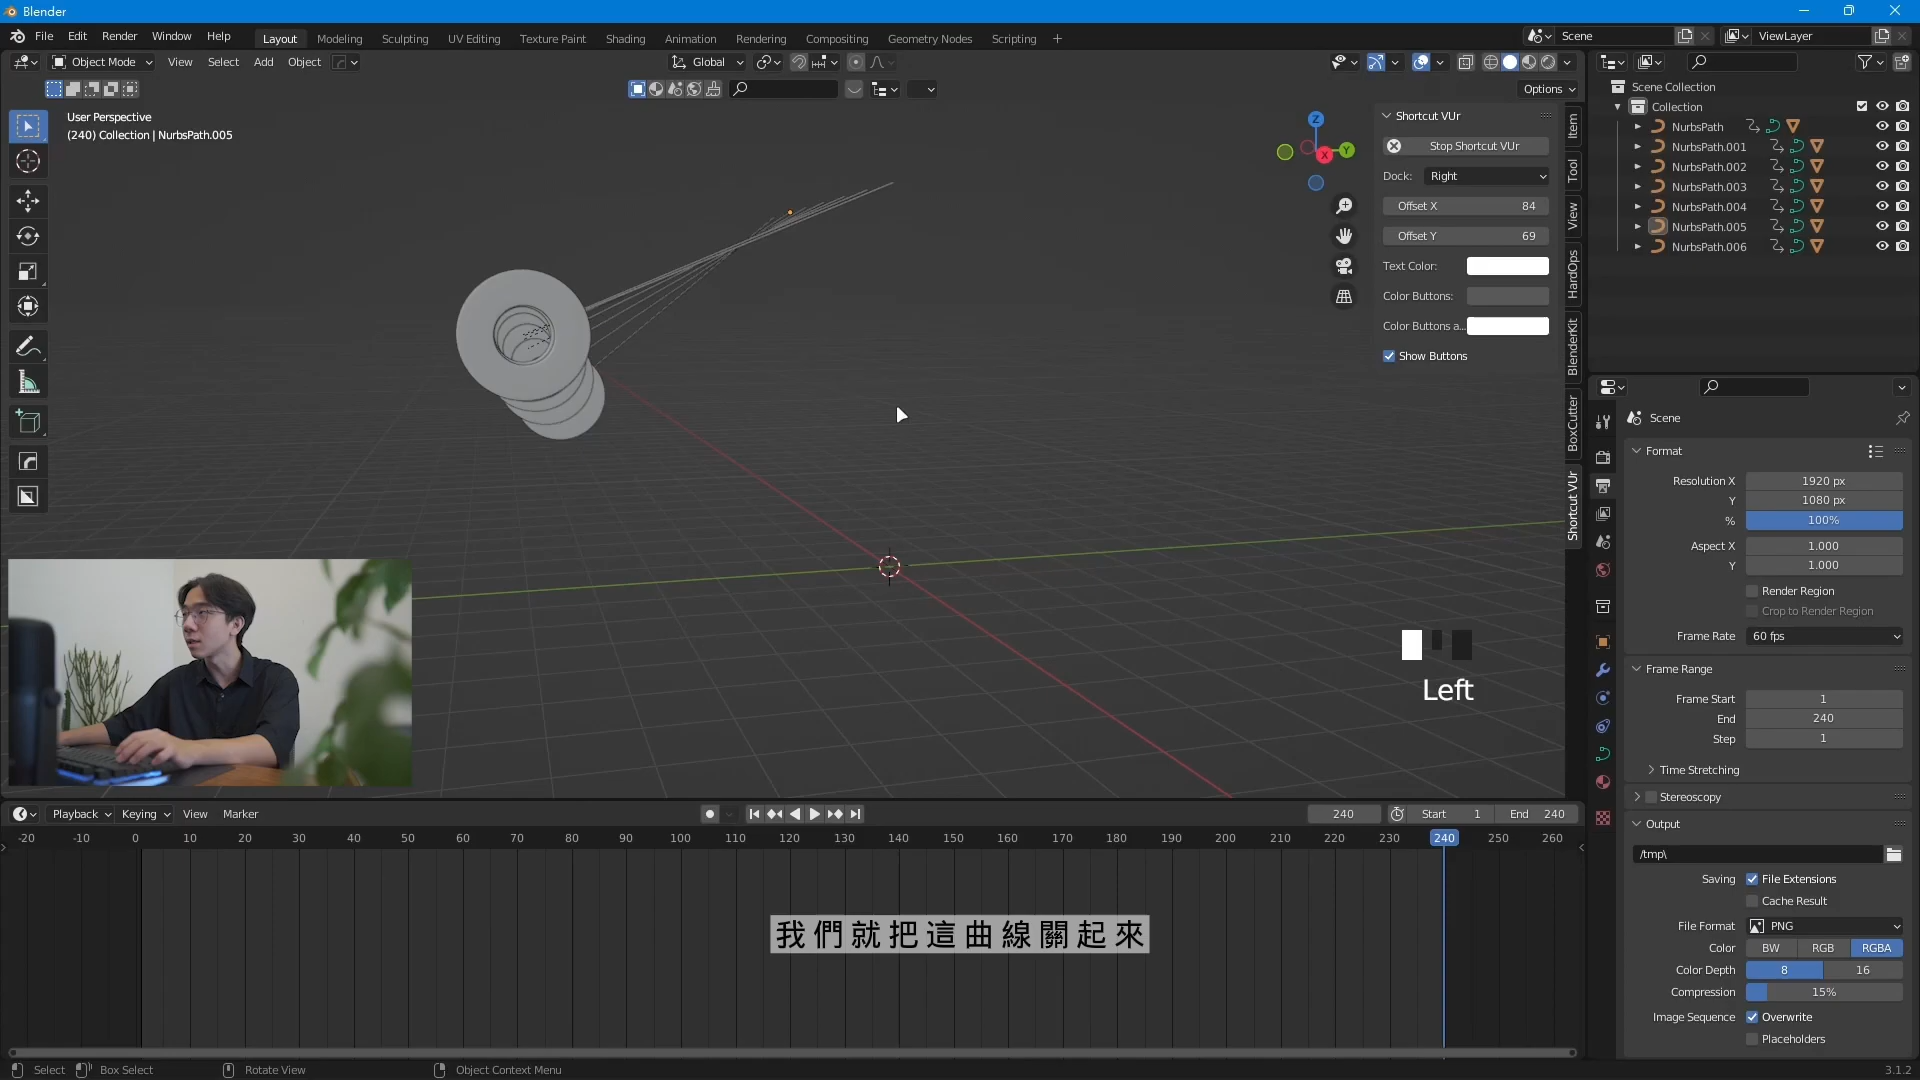 Blender
File Edit Render Window Help
Layout Modeling Sculpting UV Editing Texture Paint Shading Animation Rendering Compositing Geometry Nodes Scripting +
Scene
ViewLayer
Object Mode View Select Add Object
Global
Options
User Perspective
(240) Collection | NurbsPath.005
Z
X
Y
Shortcut VUr
Stop Shortcut VUr
Dock: Right
Offset X 84
Offset Y 69
Text Color:
Color Buttons:
Color Buttons a...
Show Buttons
Item
Tool
View
HardOps
BlenderKit
BoxCutter
Shortcut VUr
Scene Collection
Collection
NurbsPath
NurbsPath.001
NurbsPath.002
NurbsPath.003
NurbsPath.004
NurbsPath.005
NurbsPath.006
Scene
Format
Resolution X 1920 px
Y 1080 px
% 100%
Aspect X 1.000
Y 1.000
Render Region
Crop to Render Region
Frame Rate 60 fps
Frame Range
Frame Start 1
End 240
Step 1
Time Stretching
Stereoscopy
Output
/tmp\
Saving File Extensions
Cache Result
File Format PNG
Color BW RGB RGBA
Color Depth 8 16
Compression 15%
Image Sequence Overwrite
Placeholders
Left
Playback Keying View Marker
240 Start 1 End 240
-20 -10 0 10 20 30 40 50 60 70 80 90 100 110 120 130 140 150 160 170 180 190 200 210 220 230 240 250 260
我們就把這曲線關起來
Select Box Select Rotate View Object Context Menu
3.1.2